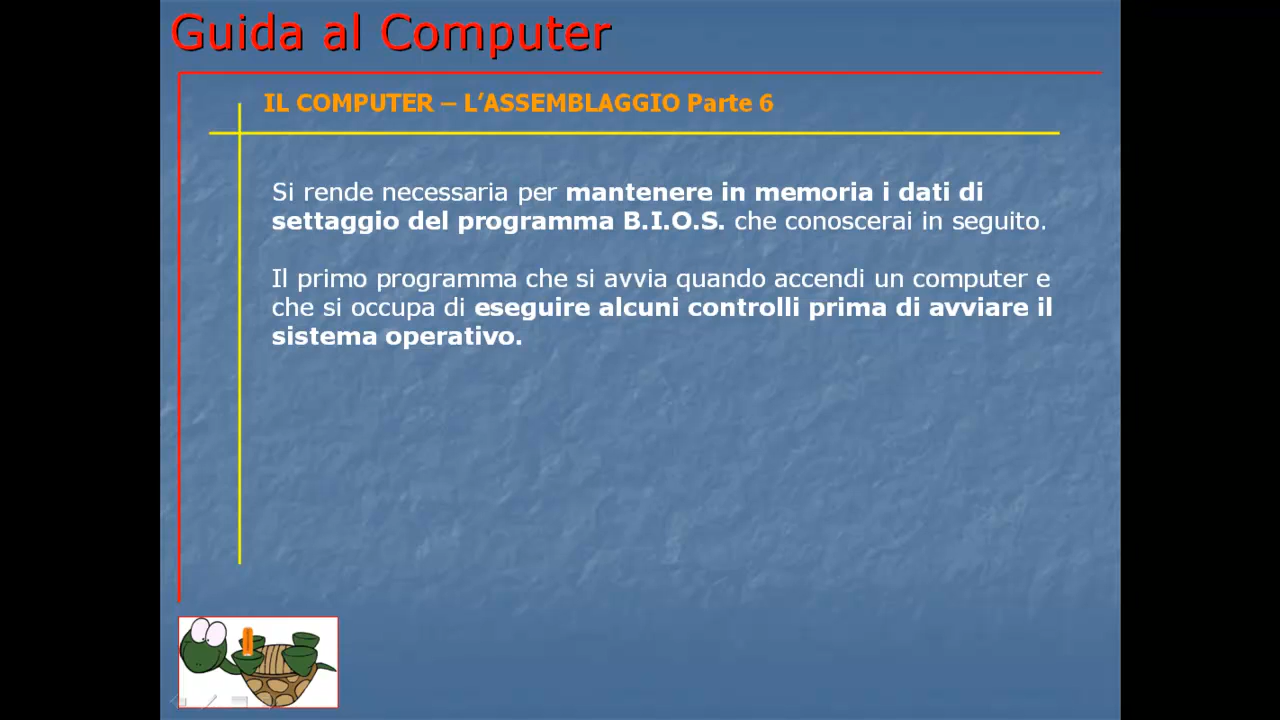 Guida al Computer
IL COMPUTER – L’ASSEMBLAGGIO Parte 6
Si rende necessaria per mantenere in memoria i dati di
settaggio del programma B.I.O.S. che conoscerai in seguito.
Il primo programma che si avvia quando accendi un computer e
che si occupa di eseguire alcuni controlli prima di avviare il
sistema operativo.